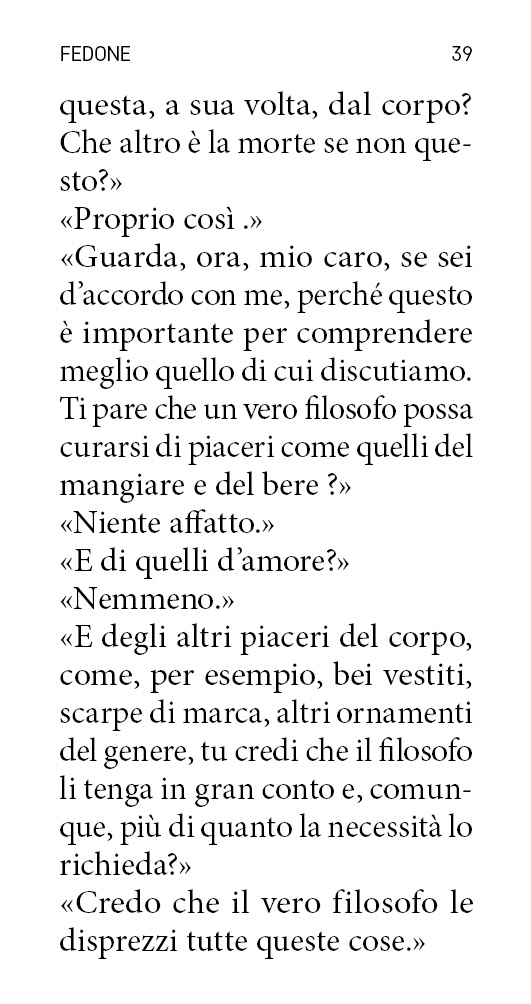 FEDONE 39
questa, a sua volta, dal corpo?
Che altro è la morte se non que-
sto?»
«Proprio così .»
«Guarda, ora, mio caro, se sei
d’accordo con me, perché questo
è importante per comprendere
meglio quello di cui discutiamo.
Ti pare che un vero filosofo possa
curarsi di piaceri come quelli del
mangiare e del bere ?»
«Niente affatto.»
«E di quelli d’amore?»
«Nemmeno.»
«E degli altri piaceri del corpo,
come, per esempio, bei vestiti,
scarpe di marca, altri ornamenti
del genere, tu credi che il filosofo
li tenga in gran conto e, comun-
que, più di quanto la necessità lo
richieda?»
«Credo che il vero filosofo le
disprezzi tutte queste cose.»